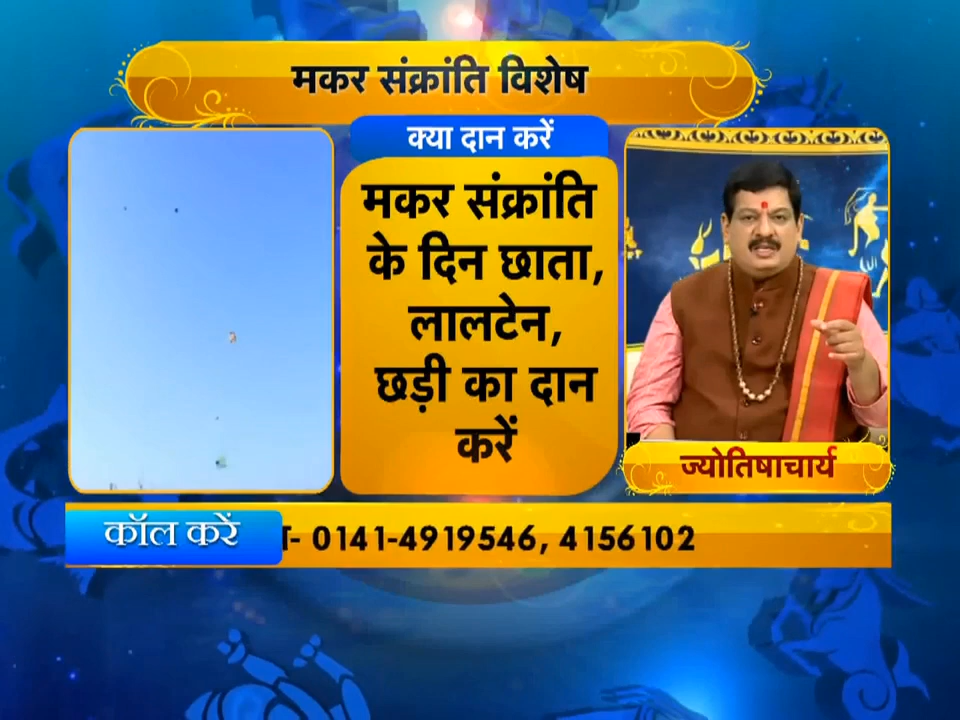 मकर संक्रांति विशेष
क्या दान करें
मकर संक्रांति
के दिन छाता,
लालटेन,
छड़ी का दान
करें
ज्योतिषाचार्य
कॉल करें
- 0141-4919546, 4156102